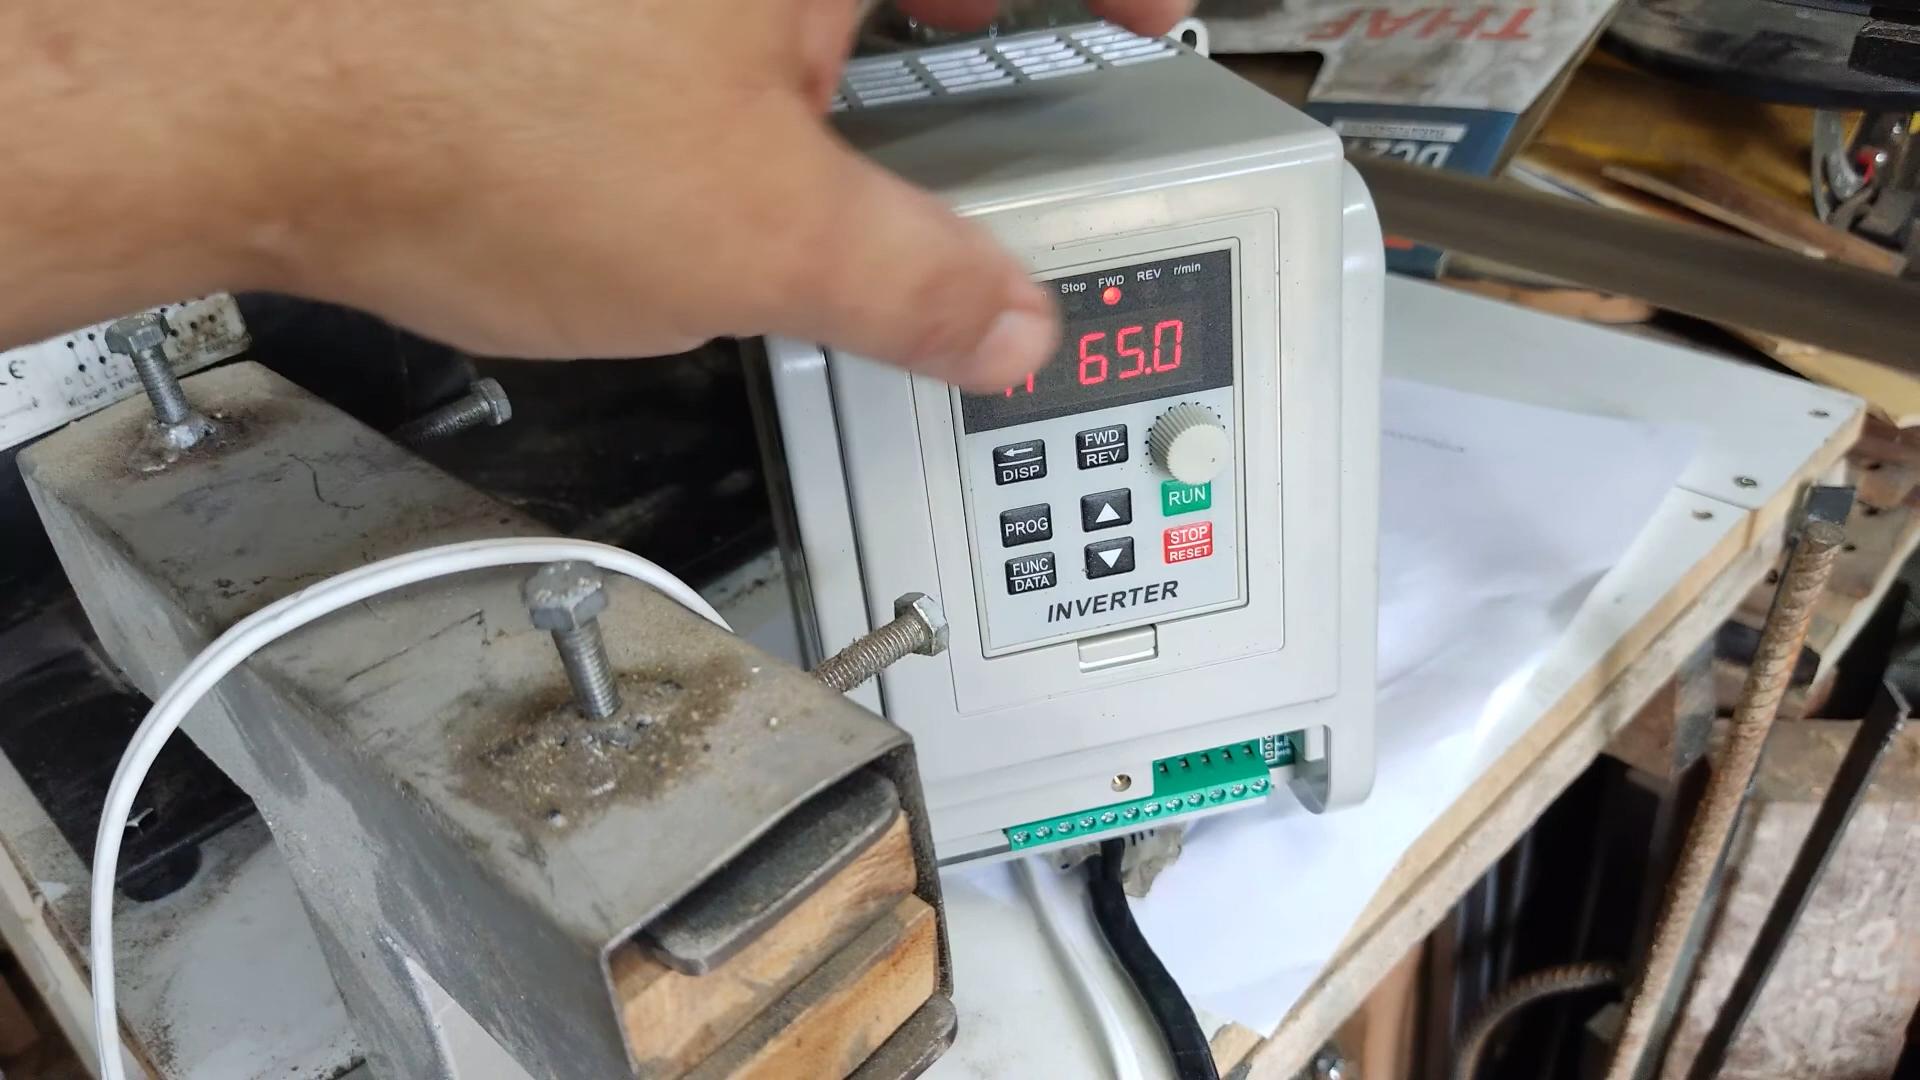 THAF
Stop FWD REV r/min
65.0
DISP
FWD
REV
RUN
PROG
STOP
RESET
FUNC
DATA
INVERTER